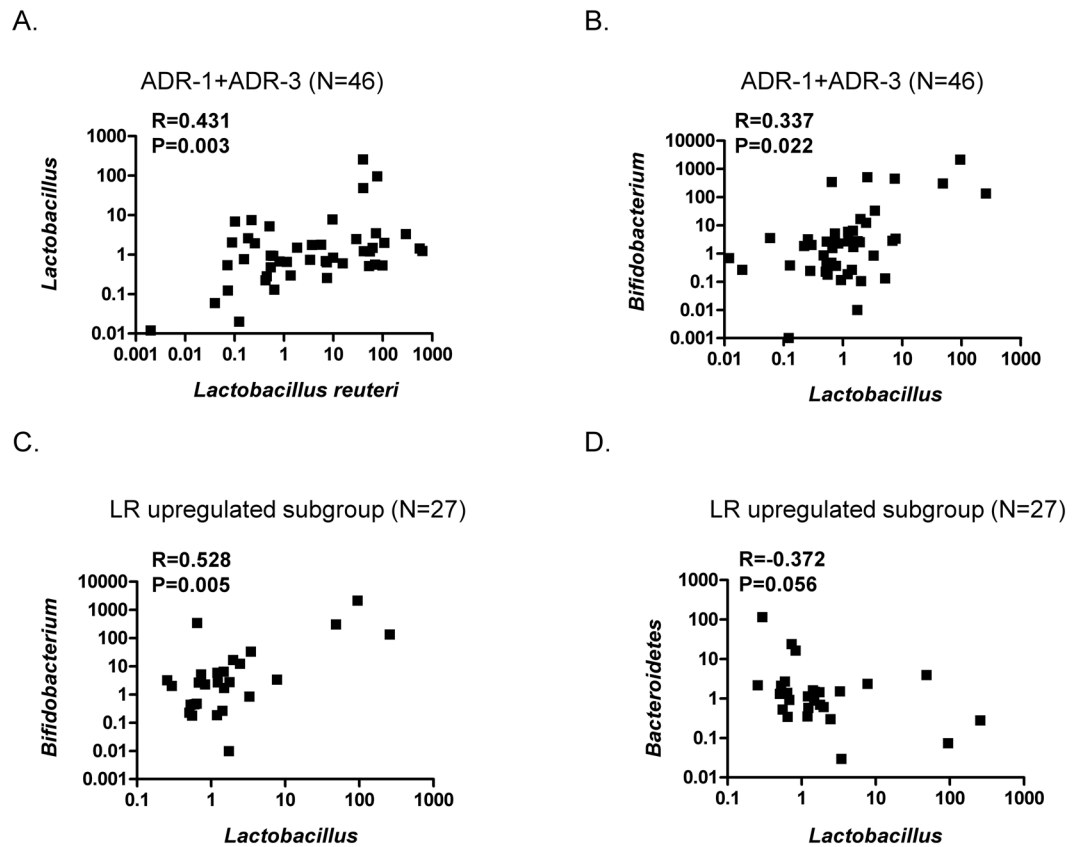 A.
ADR-1+ADR-3 (N=46)
R=0.431
P=0.003
1000
100
10
1
0.1
0.01
Lactobacillus
0.001 0.01 0.1 1 10 100 1000
Lactobacillus reuteri
B.
ADR-1+ADR-3 (N=46)
R=0.337
P=0.022
10000
1000
100
10
1
0.1
0.01
0.001
Bifidobacterium
0.01 0.1 1 10 100 1000
Lactobacillus
C.
LR upregulated subgroup (N=27)
R=0.528
P=0.005
10000
1000
100
10
1
0.1
0.01
0.001
Bifidobacterium
0.1 1 10 100 1000
Lactobacillus
D.
LR upregulated subgroup (N=27)
R=-0.372
P=0.056
1000
100
10
1
0.1
0.01
Bacteroidetes
0.1 1 10 100 1000
Lactobacillus